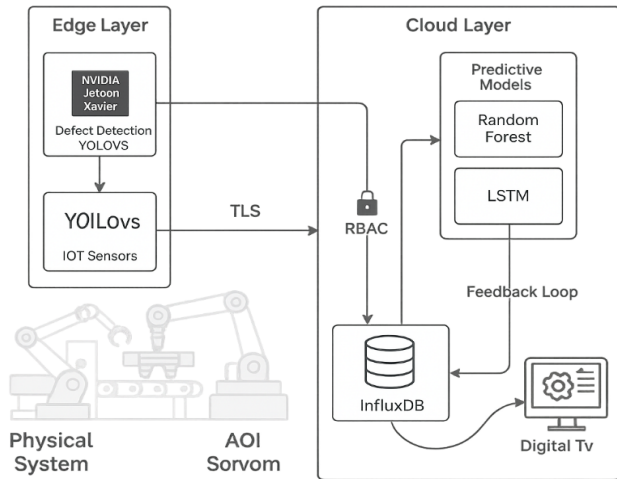 Edge Layer
NVIDIA
Jetoon
Xavier
Defect Detection
YOLOVS
YOILovs
IOT Sensors
TLS
Cloud Layer
Predictive
Models
Random
Forest
LSTM
RBAC
Feedback Loop
InfluxDB
Digital Tv
Physical
System
AOI
Sorvom